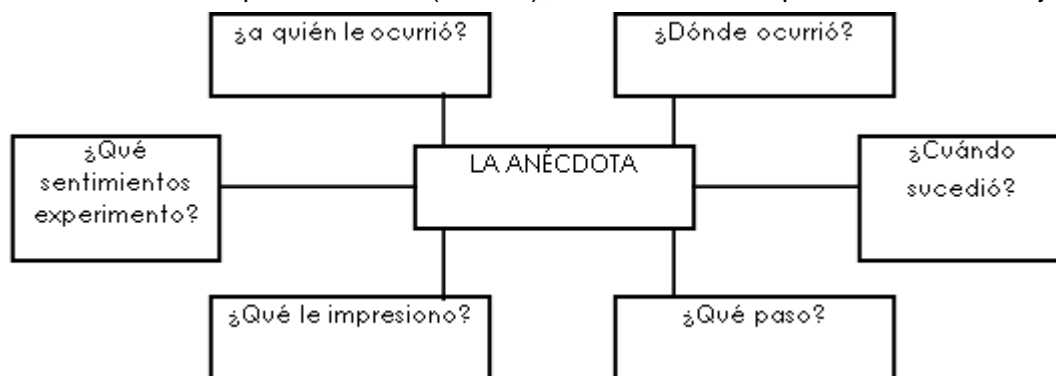 ¿a quién le ocurrió?
¿Dónde ocurrió?
¿Qué
sentimientos
experimento?
LA ANÉCDOTA
¿Cuándo
sucedió?
¿Qué le impresiono?
¿Qué paso?